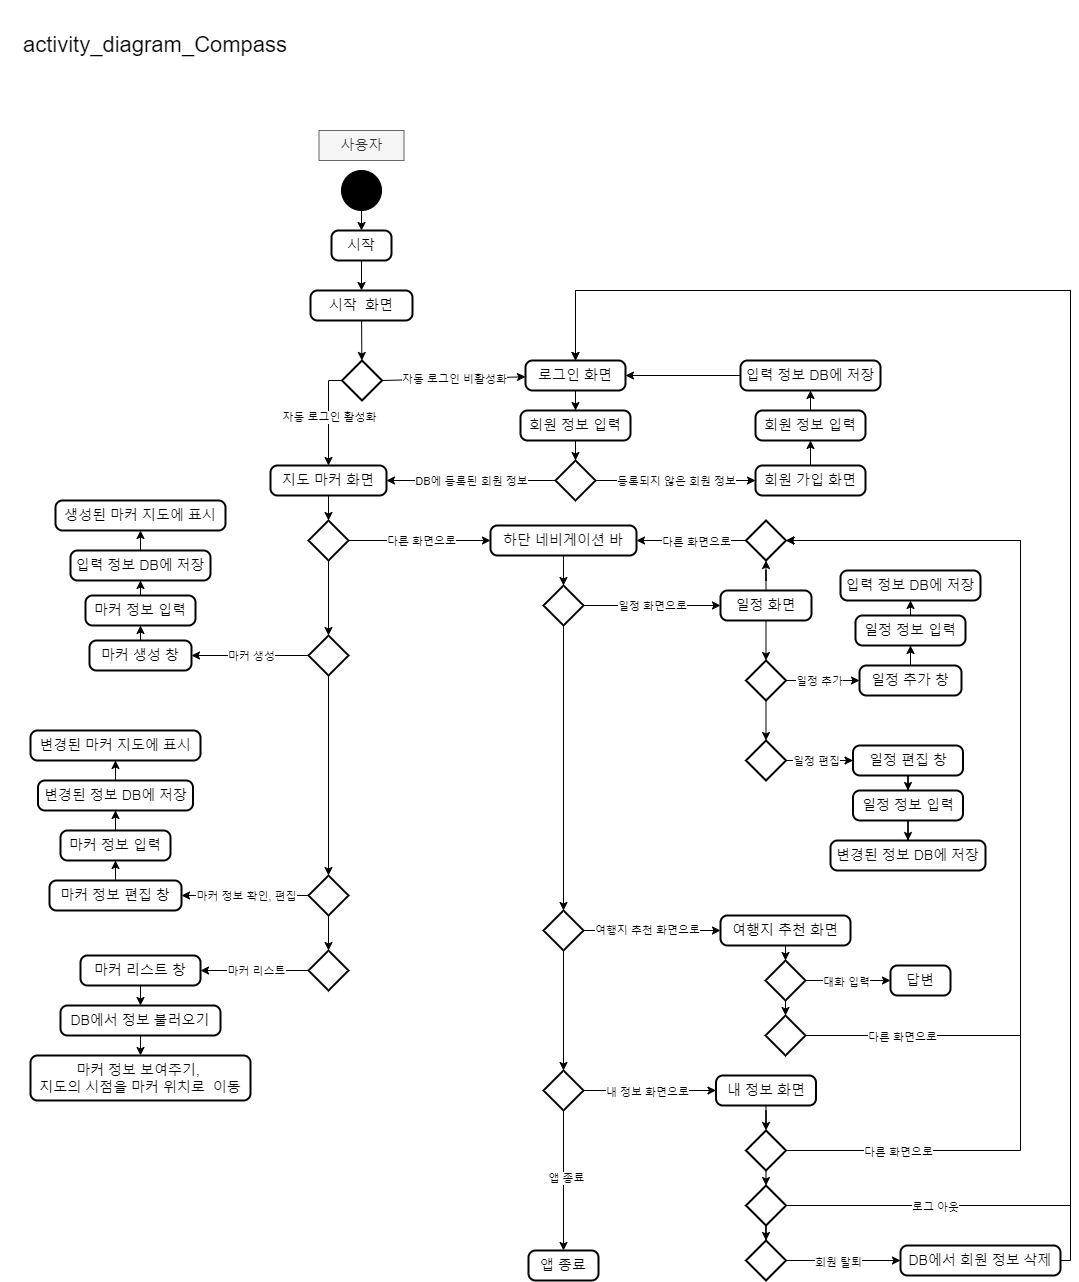 activity_diagram_Compass
사용자
시작
시작 화면
자동 로그인 비활성화
로그인 화면
입력 정보 DB에 저장
자동 로그인 활성화
회원 정보 입력
회원 정보 입력
지도 마커 화면
DB에 등록된 회원 정보
등록되지 않은 회원 정보
회원 가입 화면
생성된 마커 지도에 표시
다른 화면으로
하단 네비게이션 바
다른 화면으로
입력 정보 DB에 저장
입력 정보 DB에 저장
마커 정보 입력
일정 화면으로
일정 화면
일정 정보 입력
마커 생성 창
마커 생성
일정 추가
일정 추가 창
변경된 마커 지도에 표시
일정 편집
일정 편집 창
변경된 정보 DB에 저장
일정 정보 입력
마커 정보 입력
변경된 정보 DB에 저장
마커 정보 편집 창
마커 정보 확인, 편집
여행지 추천 화면으로
여행지 추천 화면
마커 리스트 창
마커 리스트
대화 입력
답변
DB에서 정보 불러오기
다른 화면으로
마커 정보 보여주기,
지도의 시점을 마커 위치로 이동
내 정보 화면으로
내 정보 화면
다른 화면으로
앱 종료
로그 아웃
앱 종료
회원 탈퇴
DB에서 회원 정보 삭제